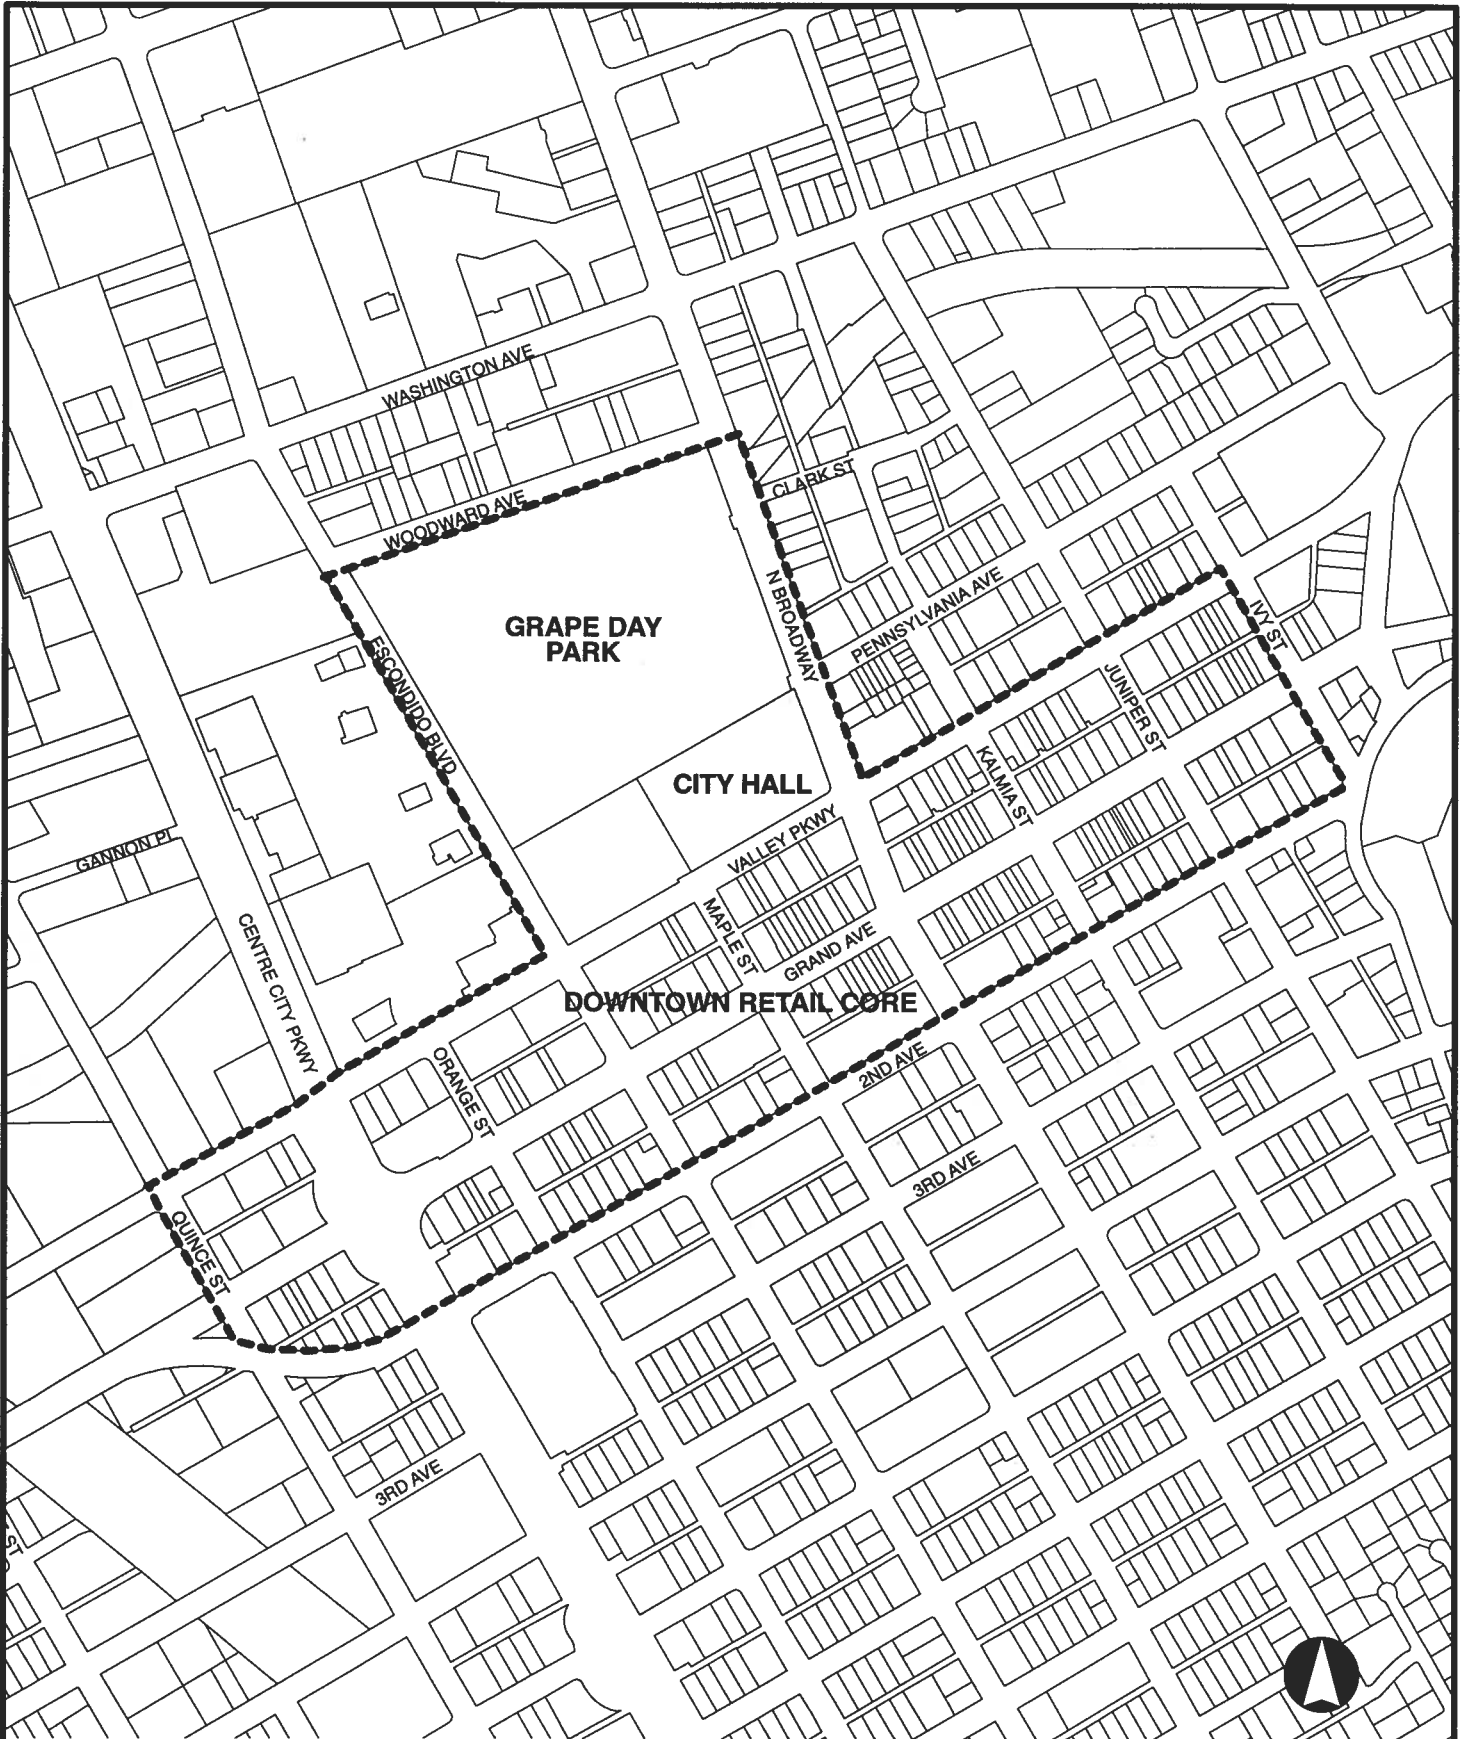 WASHINGTON AVE
CLARK ST
WOODWARD AVE
N BROADWAY
PENNSYLVANIA AVE
IVY ST
GRAPE DAY
PARK
ESCONDIDO BLVD
JUNIPER ST
KALMIA ST
CITY HALL
VALLEY PKWY
GANNON PL
MAPLE ST
GRAND AVE
CENTRE CITY PKWY
DOWNTOWN RETAIL CORE
ORANGE ST
2ND AVE
3RD AVE
QUINCE ST
3RD AVE
ST